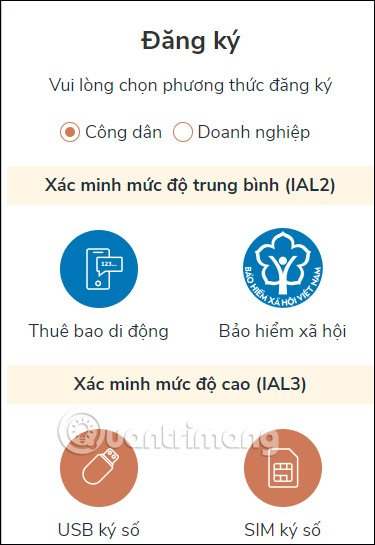 Đăng ký
Vui lòng chọn phương thức đăng ký
Công dân Doanh nghiệp
Xác minh mức độ trung bình (IAL2)
123...
BẢO HIỂM XÃ HỘI VIỆT NAM
Thuê bao di động Bảo hiểm xã hội
Xác minh mức độ cao (IAL3)
Quantrimang
USB ký số SIM ký số